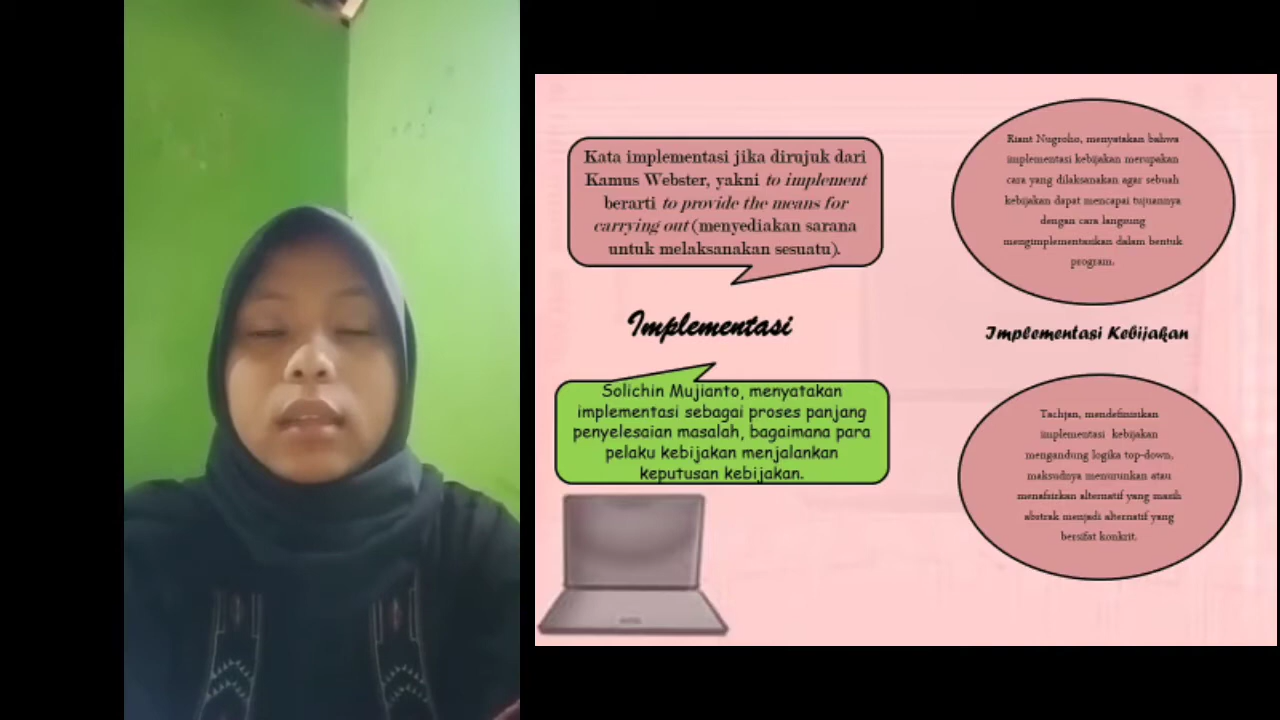 Kata implementasi jika dirujuk dari
Kamus Webster, yakni to implement
berarti to provide the means for
carrying out (menyediakan sarana
untuk melaksanakan sesuatu).
Implementasi
Solichin Mujianto, menyatakan
implementasi sebagai proses panjang
penyelesaian masalah, bagaimana para
pelaku kebijakan menjalankan
keputusan kebijakan.
Riant Nugroho, menyatakan bahwa
implementasi kebijakan merupakan
cara yang dilaksanakan agar sebuah
kebijakan dapat mencapai tujuannya
dengan cara langsung
mengimplementasikan dalam bentuk
program.
Implementasi Kebijakan
Tachjan, mendefinisikan
implementasi kebijakan
mengandung logika top-down,
maksudnya menurunkan atau
menafsirkan alternatif yang masih
abstrak menjadi alternatif yang
bersifat konkrit.